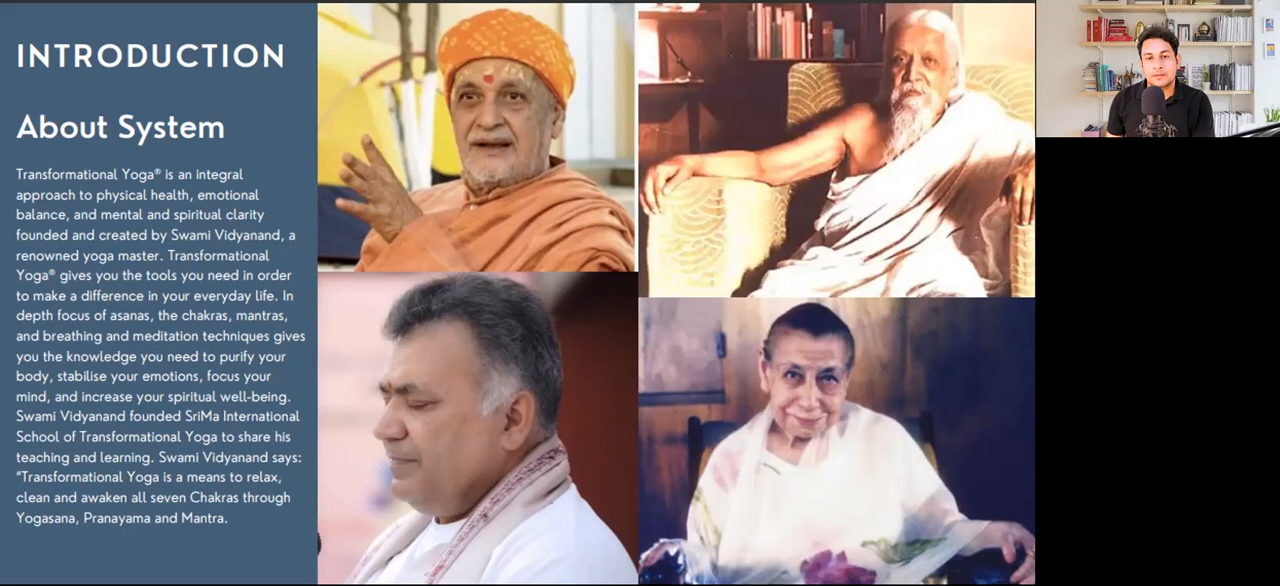 INTRODUCTION
About System
Transformational Yoga® is an integral
approach to physical health, emotional
balance, and mental and spiritual clarity
founded and created by Swami Vidyanand, a
renowned yoga master. Transformational
Yoga® gives you the tools you need in order
to make a difference in your everyday life. In
depth focus of asanas, the chakras, mantras,
and breathing and meditation techniques gives
you the knowledge you need to purify your
body, stabilise your emotions, focus your
mind, and increase your spiritual well-being.
Swami Vidyanand founded SriMa International
School of Transformational Yoga to share his
teaching and learning. Swami Vidyanand says:
“Transformational Yoga is a means to relax,
clean and awaken all seven Chakras through
Yogasana, Pranayama and Mantra.